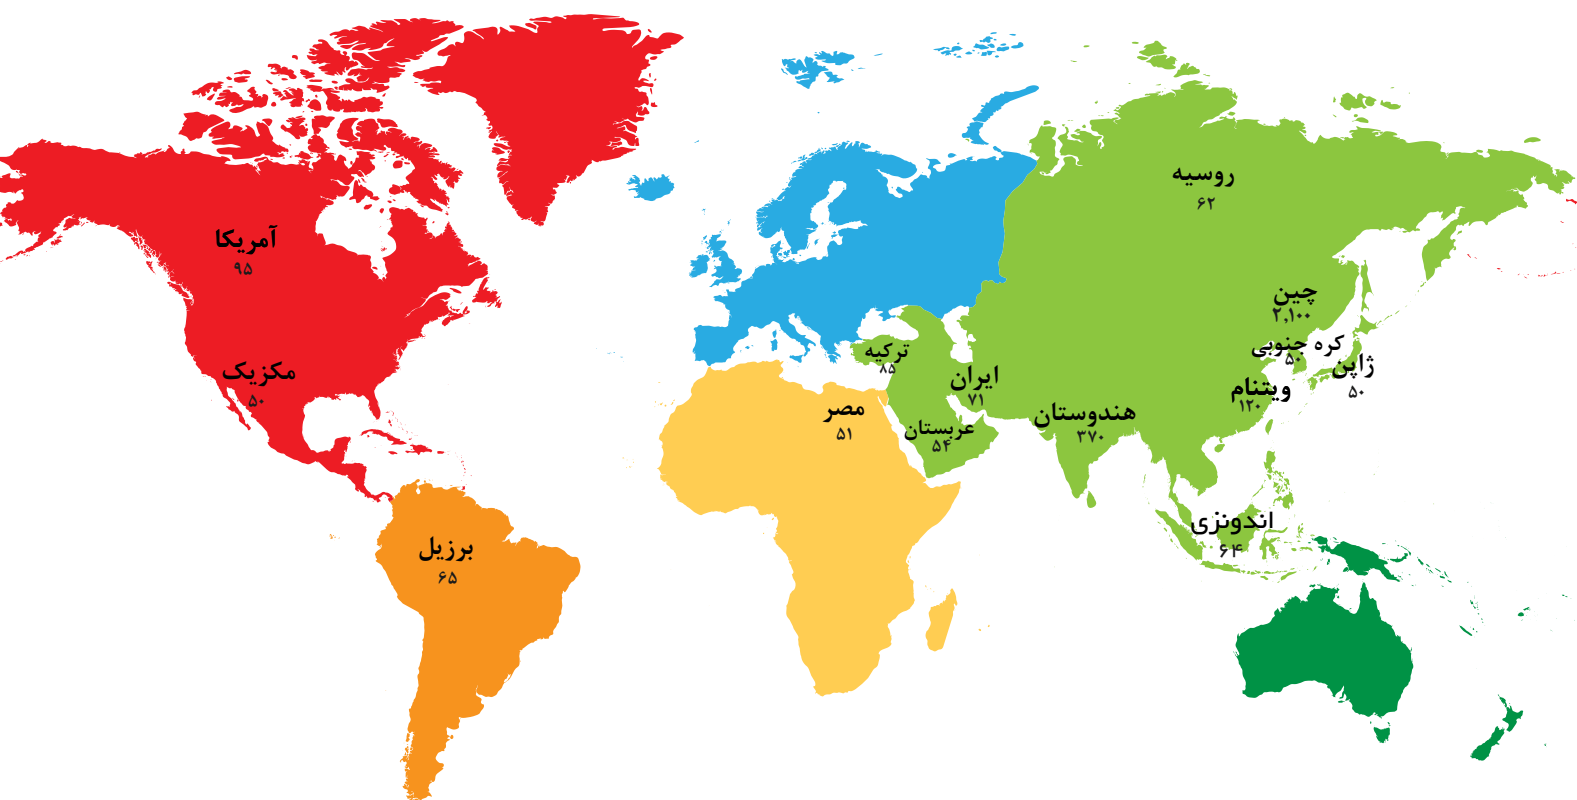 روسیه
۶۲
آمریکا
۹۵
چین
۲,۱۰۰
کره جنوبی
۵۰
ژاپن
۵۰
ترکیه
۸۵
ایران
۷۱
مکزیک
۵۰
ویتنام
۱۲۰
هندوستان
۳۷۰
مصر
۵۱
عربستان
۵۴
اندونزی
۶۴
برزیل
۶۵